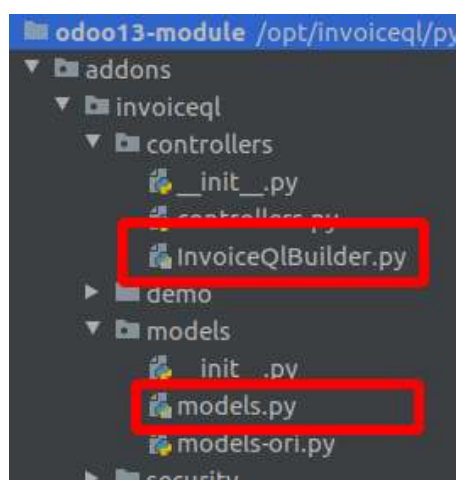 odoo13-module /opt/invoiceql/py
addons
invoiceql
controllers
__init__.py
controllers.py
InvoiceQlBuilder.py
demo
models
__init__.py
models.py
models-ori.py
security